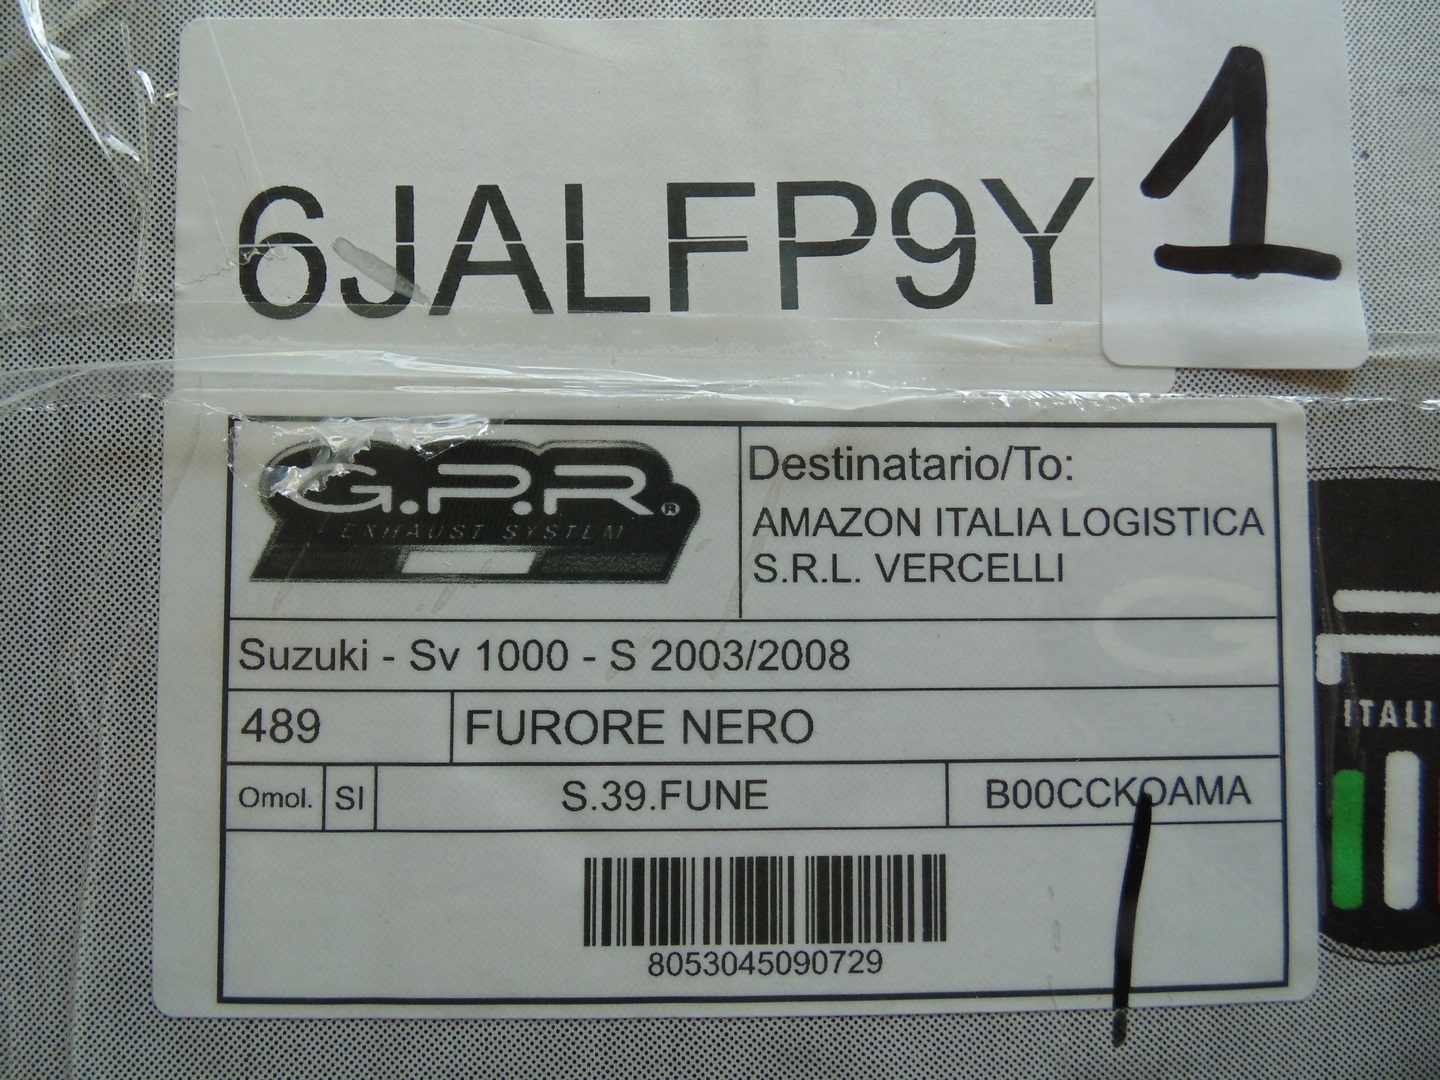 6JALFP9Y
1
G.P.R.®
EXHAUST SYSTEM
Destinatario/To:
AMAZON ITALIA LOGISTICA
S.R.L. VERCELLI
Suzuki - Sv 1000 - S 2003/2008
489
FURORE NERO
Omol.
SI
S.39.FUNE
B00CCKOAMA
8053045090729
ITALI